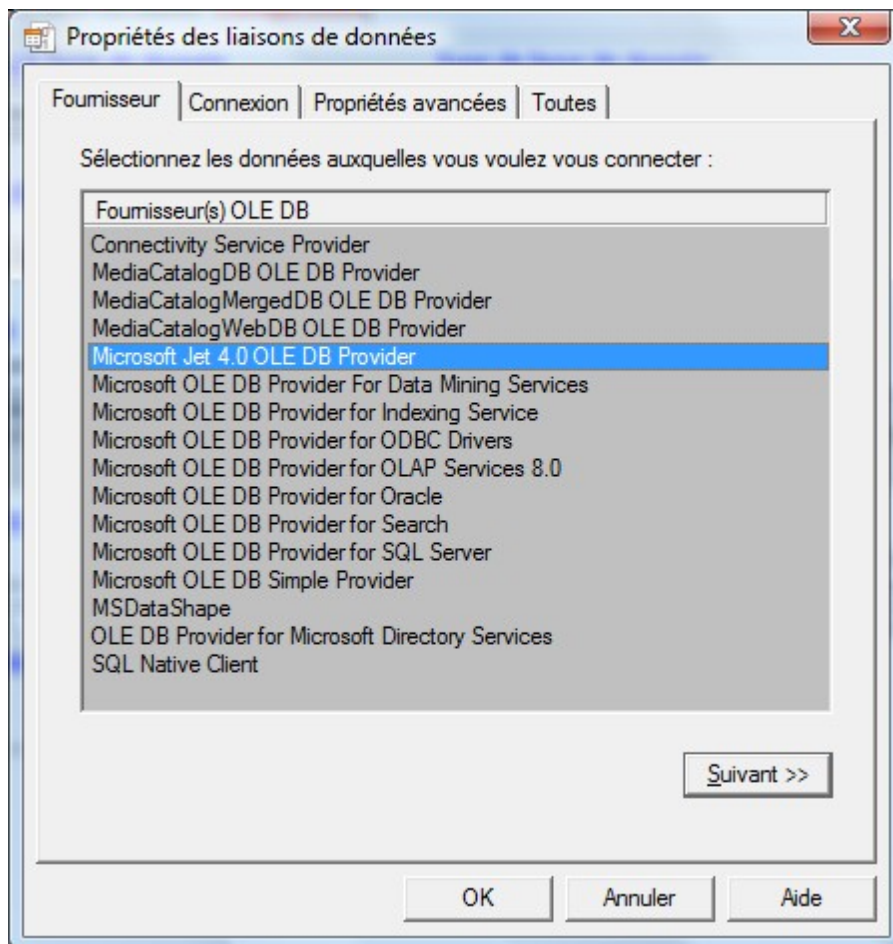 Propriétés des liaisons de données
Fournisseur Connexion Propriétés avancées Toutes
Sélectionnez les données auxquelles vous voulez vous connecter :
Fournisseur(s) OLE DB
Connectivity Service Provider
MediaCatalogDB OLE DB Provider
MediaCatalogMergedDB OLE DB Provider
MediaCatalogWebDB OLE DB Provider
Microsoft Jet 4.0 OLE DB Provider
Microsoft OLE DB Provider For Data Mining Services
Microsoft OLE DB Provider for Indexing Service
Microsoft OLE DB Provider for ODBC Drivers
Microsoft OLE DB Provider for OLAP Services 8.0
Microsoft OLE DB Provider for Oracle
Microsoft OLE DB Provider for Search
Microsoft OLE DB Provider for SQL Server
Microsoft OLE DB Simple Provider
MSDataShape
OLE DB Provider for Microsoft Directory Services
SQL Native Client
Suivant >>
OK Annuler Aide